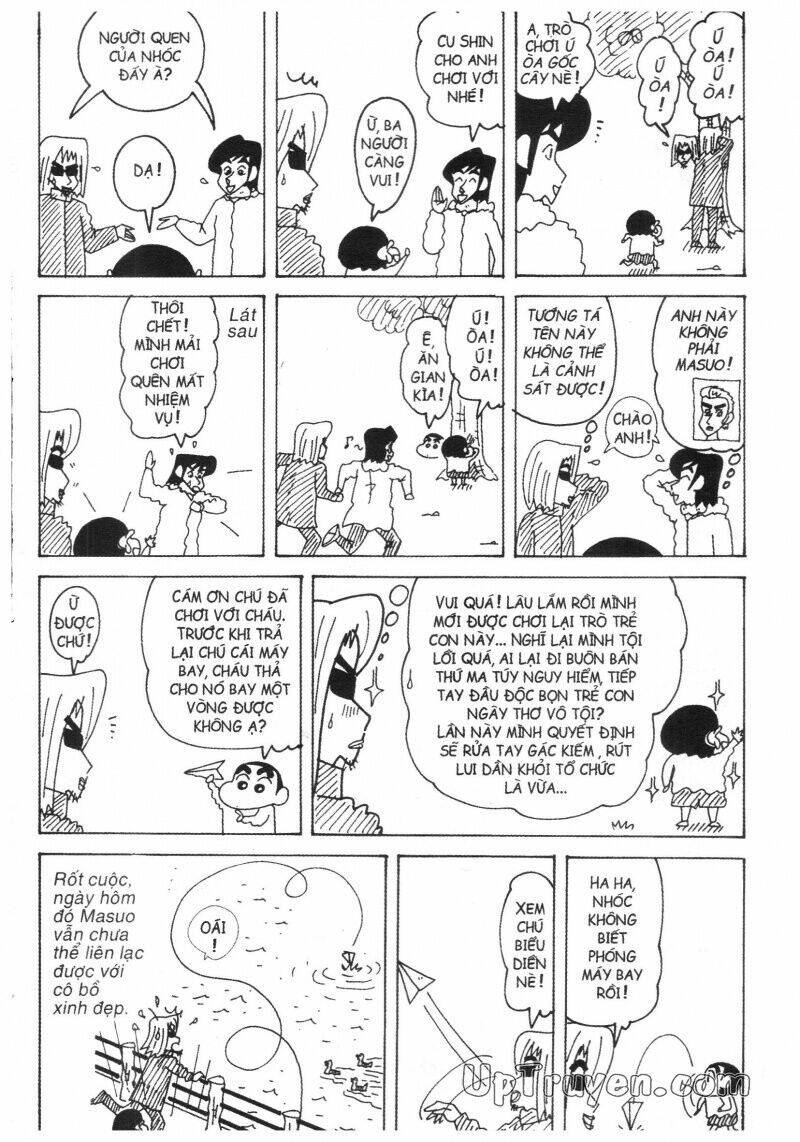 Ú
ÒA!
Ú
ÒA!
Ú
ÒA!
A, TRÒ
CHƠI Ú
ÒA GỐC
CÂY NÈ!
CU SHIN
CHO ANH
CHƠI VỚI
NHÉ!
Ừ, BA
NGƯỜI
CÀNG
VUI!
NGƯỜI QUEN
CỦA NHÓC
ĐẤY À?
DẠ!
ANH NÀY
KHÔNG
PHẢI
MASUO!
CHÀO
ANH!
TƯỚNG TÁ
TÊN NÀY
KHÔNG THỂ
LÀ CẢNH
SÁT ĐƯỢC!
Ú!
ÒA!
Ú!
ÒA!
Ê,
ĂN
GIAN
KÌA!
Lát
sau
THÔI
CHẾT!
MÌNH MẢI
CHƠI
QUÊN MẤT
NHIỆM
VỤ!
VUI QUÁ! LÂU LẮM RỒI MÌNH
MỚI ĐƯỢC CHƠI LẠI TRÒ TRẺ
CON NÀY... NGHĨ LẠI MÌNH TỘI
LỖI QUÁ, AI LẠI ĐI BUÔN BÁN
THỨ MA TÚY NGUY HIỂM, TIẾP
TAY ĐẦU ĐỘC BỌN TRẺ CON
NGÂY THƠ VÔ TỘI?
LẦN NÀY MÌNH QUYẾT ĐỊNH
SẼ RỬA TAY GÁC KIẾM, RÚT
LUI DẦN KHỎI TỔ CHỨC
LÀ VỪA...
CÁM ƠN CHÚ ĐÃ
CHƠI VỚI CHÁU.
TRƯỚC KHI TRẢ
LẠI CHÚ CÁI MÁY
BAY, CHÁU THẢ
CHO NÓ BAY MỘT
VÒNG ĐƯỢC
KHÔNG Ạ?
Ừ
ĐƯỢC
CHỨ!
HA HA,
NHÓC
KHÔNG
BIẾT
PHÓNG
MÁY BAY
RỒI!
XEM
CHÚ
BIỂU
DIỄN
NÈ!
OÁI
!
Rốt cuộc,
ngày hôm
đó Masuo
vẫn chưa
thể liên lạc
được với
cô bồ
xinh đẹp.
UpTruyen.com